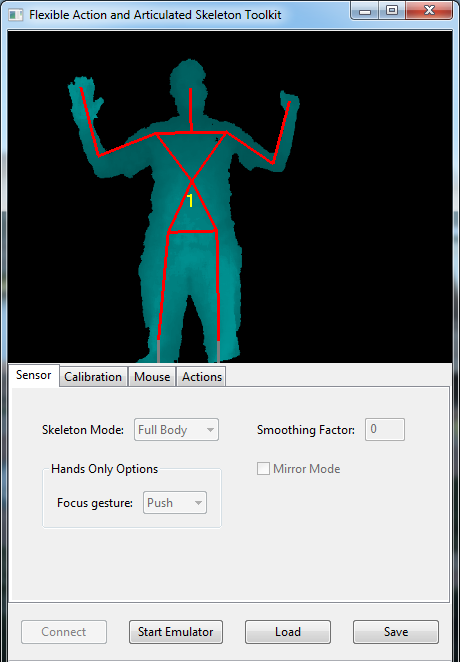 Flexible Action and Articulated Skeleton Toolkit
1
Sensor Calibration Mouse Actions
Skeleton Mode: Full Body Smoothing Factor: 0
Hands Only Options Mirror Mode
Focus gesture: Push
Connect Start Emulator Load Save